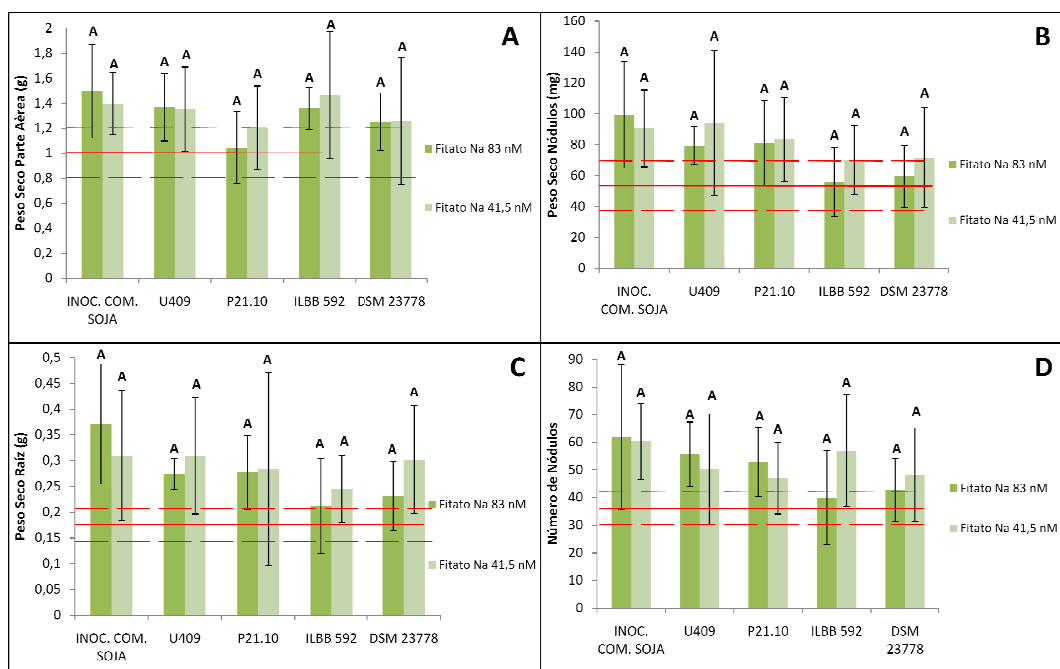 A
Peso Seco Parte Aèrea (g)
2
1,8
1,6
1,4
1,2
1
0,8
0,6
0,4
0,2
0
A A A A A A A A A A
INOC. COM. SOJA
U409
P21.10
ILBB 592
DSM 23778
Fitato Na 83 nM
Fitato Na 41,5 nM
B
Peso Seco Nódulos (mg)
160
140
120
100
80
60
40
20
0
A A A A A A A A A A
INOC. COM. SOJA
U409
P21.10
ILBB 592
DSM 23778
Fitato Na 83 nM
Fitato Na 41,5 nM
C
Peso Seco Raíz (g)
0,5
0,45
0,4
0,35
0,3
0,25
0,2
0,15
0,1
0,05
0
A A A A A A A A A A
INOC. COM. SOJA
U409
P21.10
ILBB 592
DSM 23778
Fitato Na 83 nM
Fitato Na 41,5 nM
D
Número de Nódulos
90
80
70
60
50
40
30
20
10
0
A A A A A A A A A A
INOC. COM. SOJA
U409
P21.10
ILBB 592
DSM 23778
Fitato Na 83 nM
Fitato Na 41,5 nM